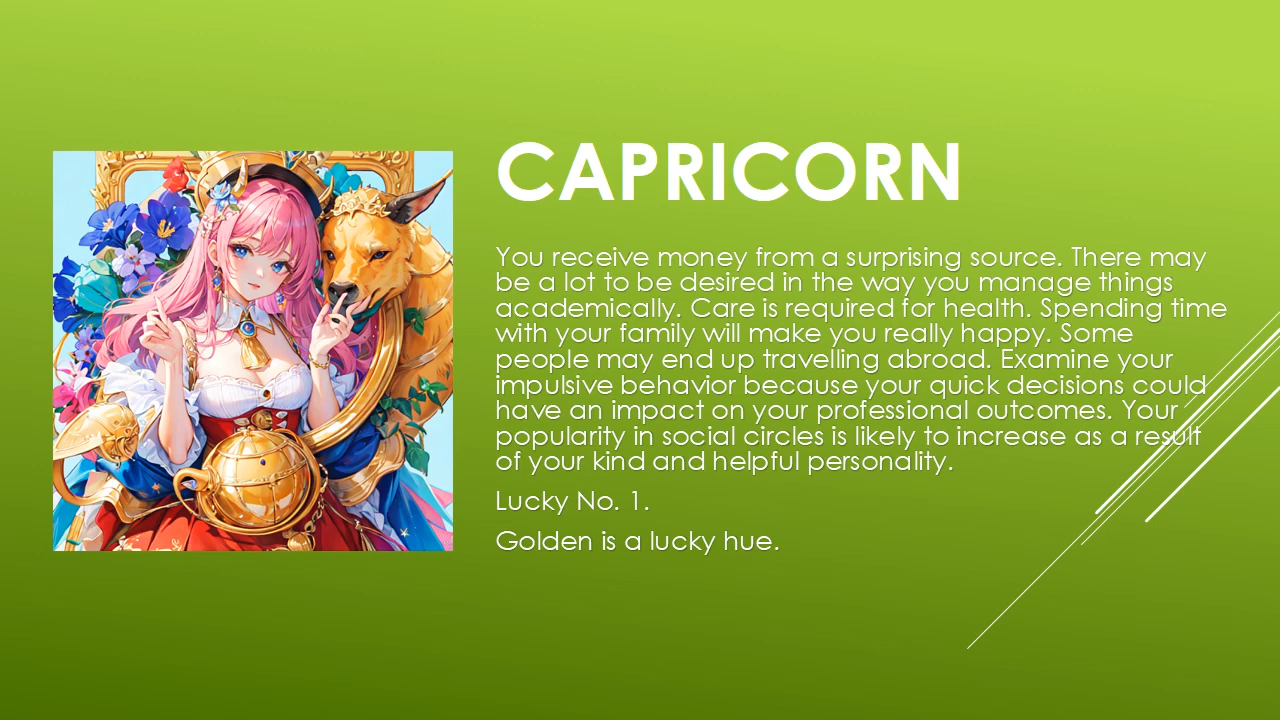 CAPRICORN
You receive money from a surprising source. There may
be a lot to be desired in the way you manage things
academically. Care is required for health. Spending time
with your family will make you really happy. Some
people may end up travelling abroad. Examine your
impulsive behavior because your quick decisions could
have an impact on your professional outcomes. Your
popularity in social circles is likely to increase as a result
of your kind and helpful personality.
Lucky No. 1.
Golden is a lucky hue.